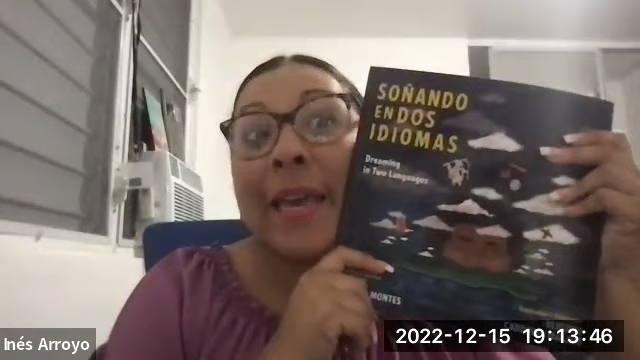 SOÑANDO
EN DOS
IDIOMAS
Dreaming
in Two Languages
MONTES
Inés Arroyo
2022-12-15 19:13:46